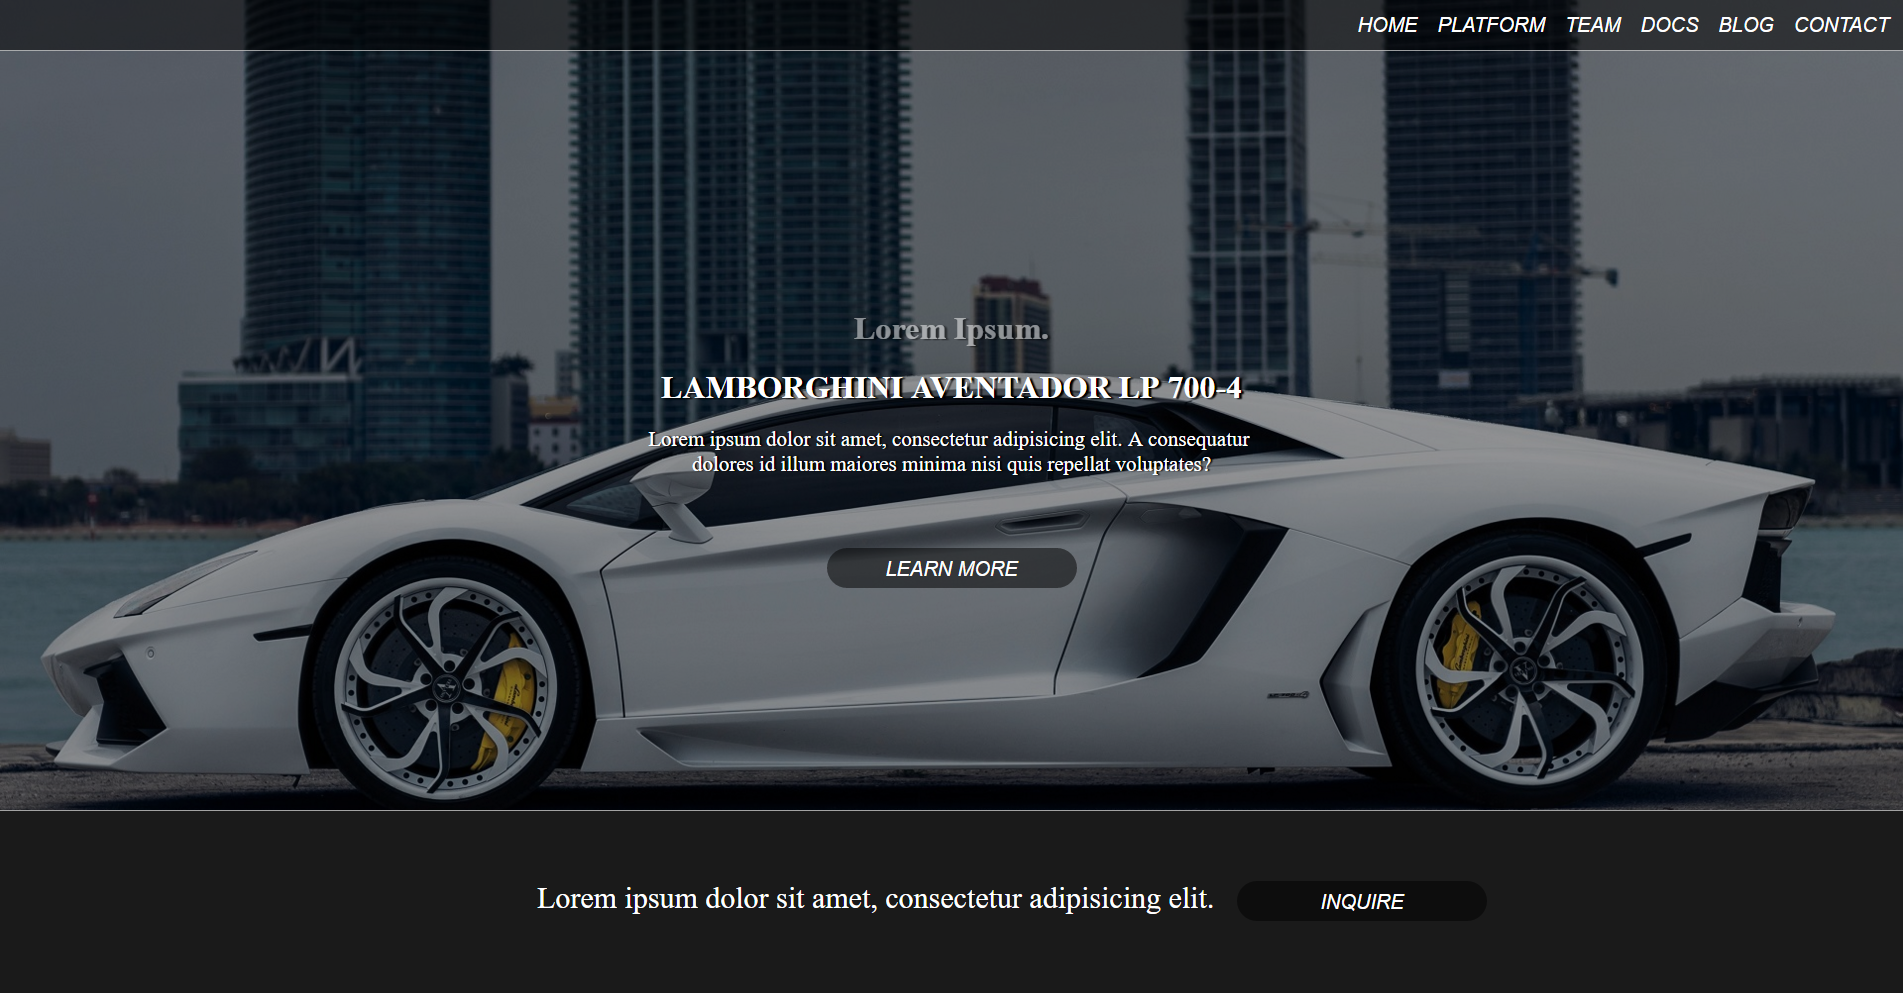 HOME PLATFORM TEAM DOCS BLOG CONTACT
Lorem Ipsum.
LAMBORGHINI AVENTADOR LP 700-4
Lorem ipsum dolor sit amet, consectetur adipisicing elit. A consequatur
dolores id illum maiores minima nisi quis repellat voluptates?
LEARN MORE
Lorem ipsum dolor sit amet, consectetur adipisicing elit.
INQUIRE